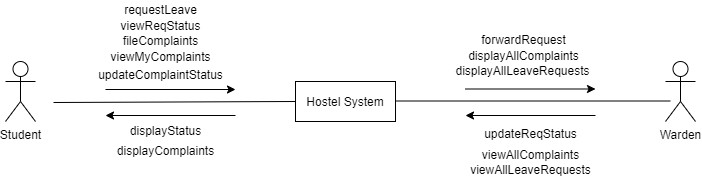 requestLeave
viewReqStatus
fileComplaints
viewMyComplaints
updateComplaintStatus
forwardRequest
displayAllComplaints
displayAllLeaveRequests
Hostel System
Student
displayStatus
displayComplaints
updateReqStatus
viewAllComplaints
viewAllLeaveRequests
Warden